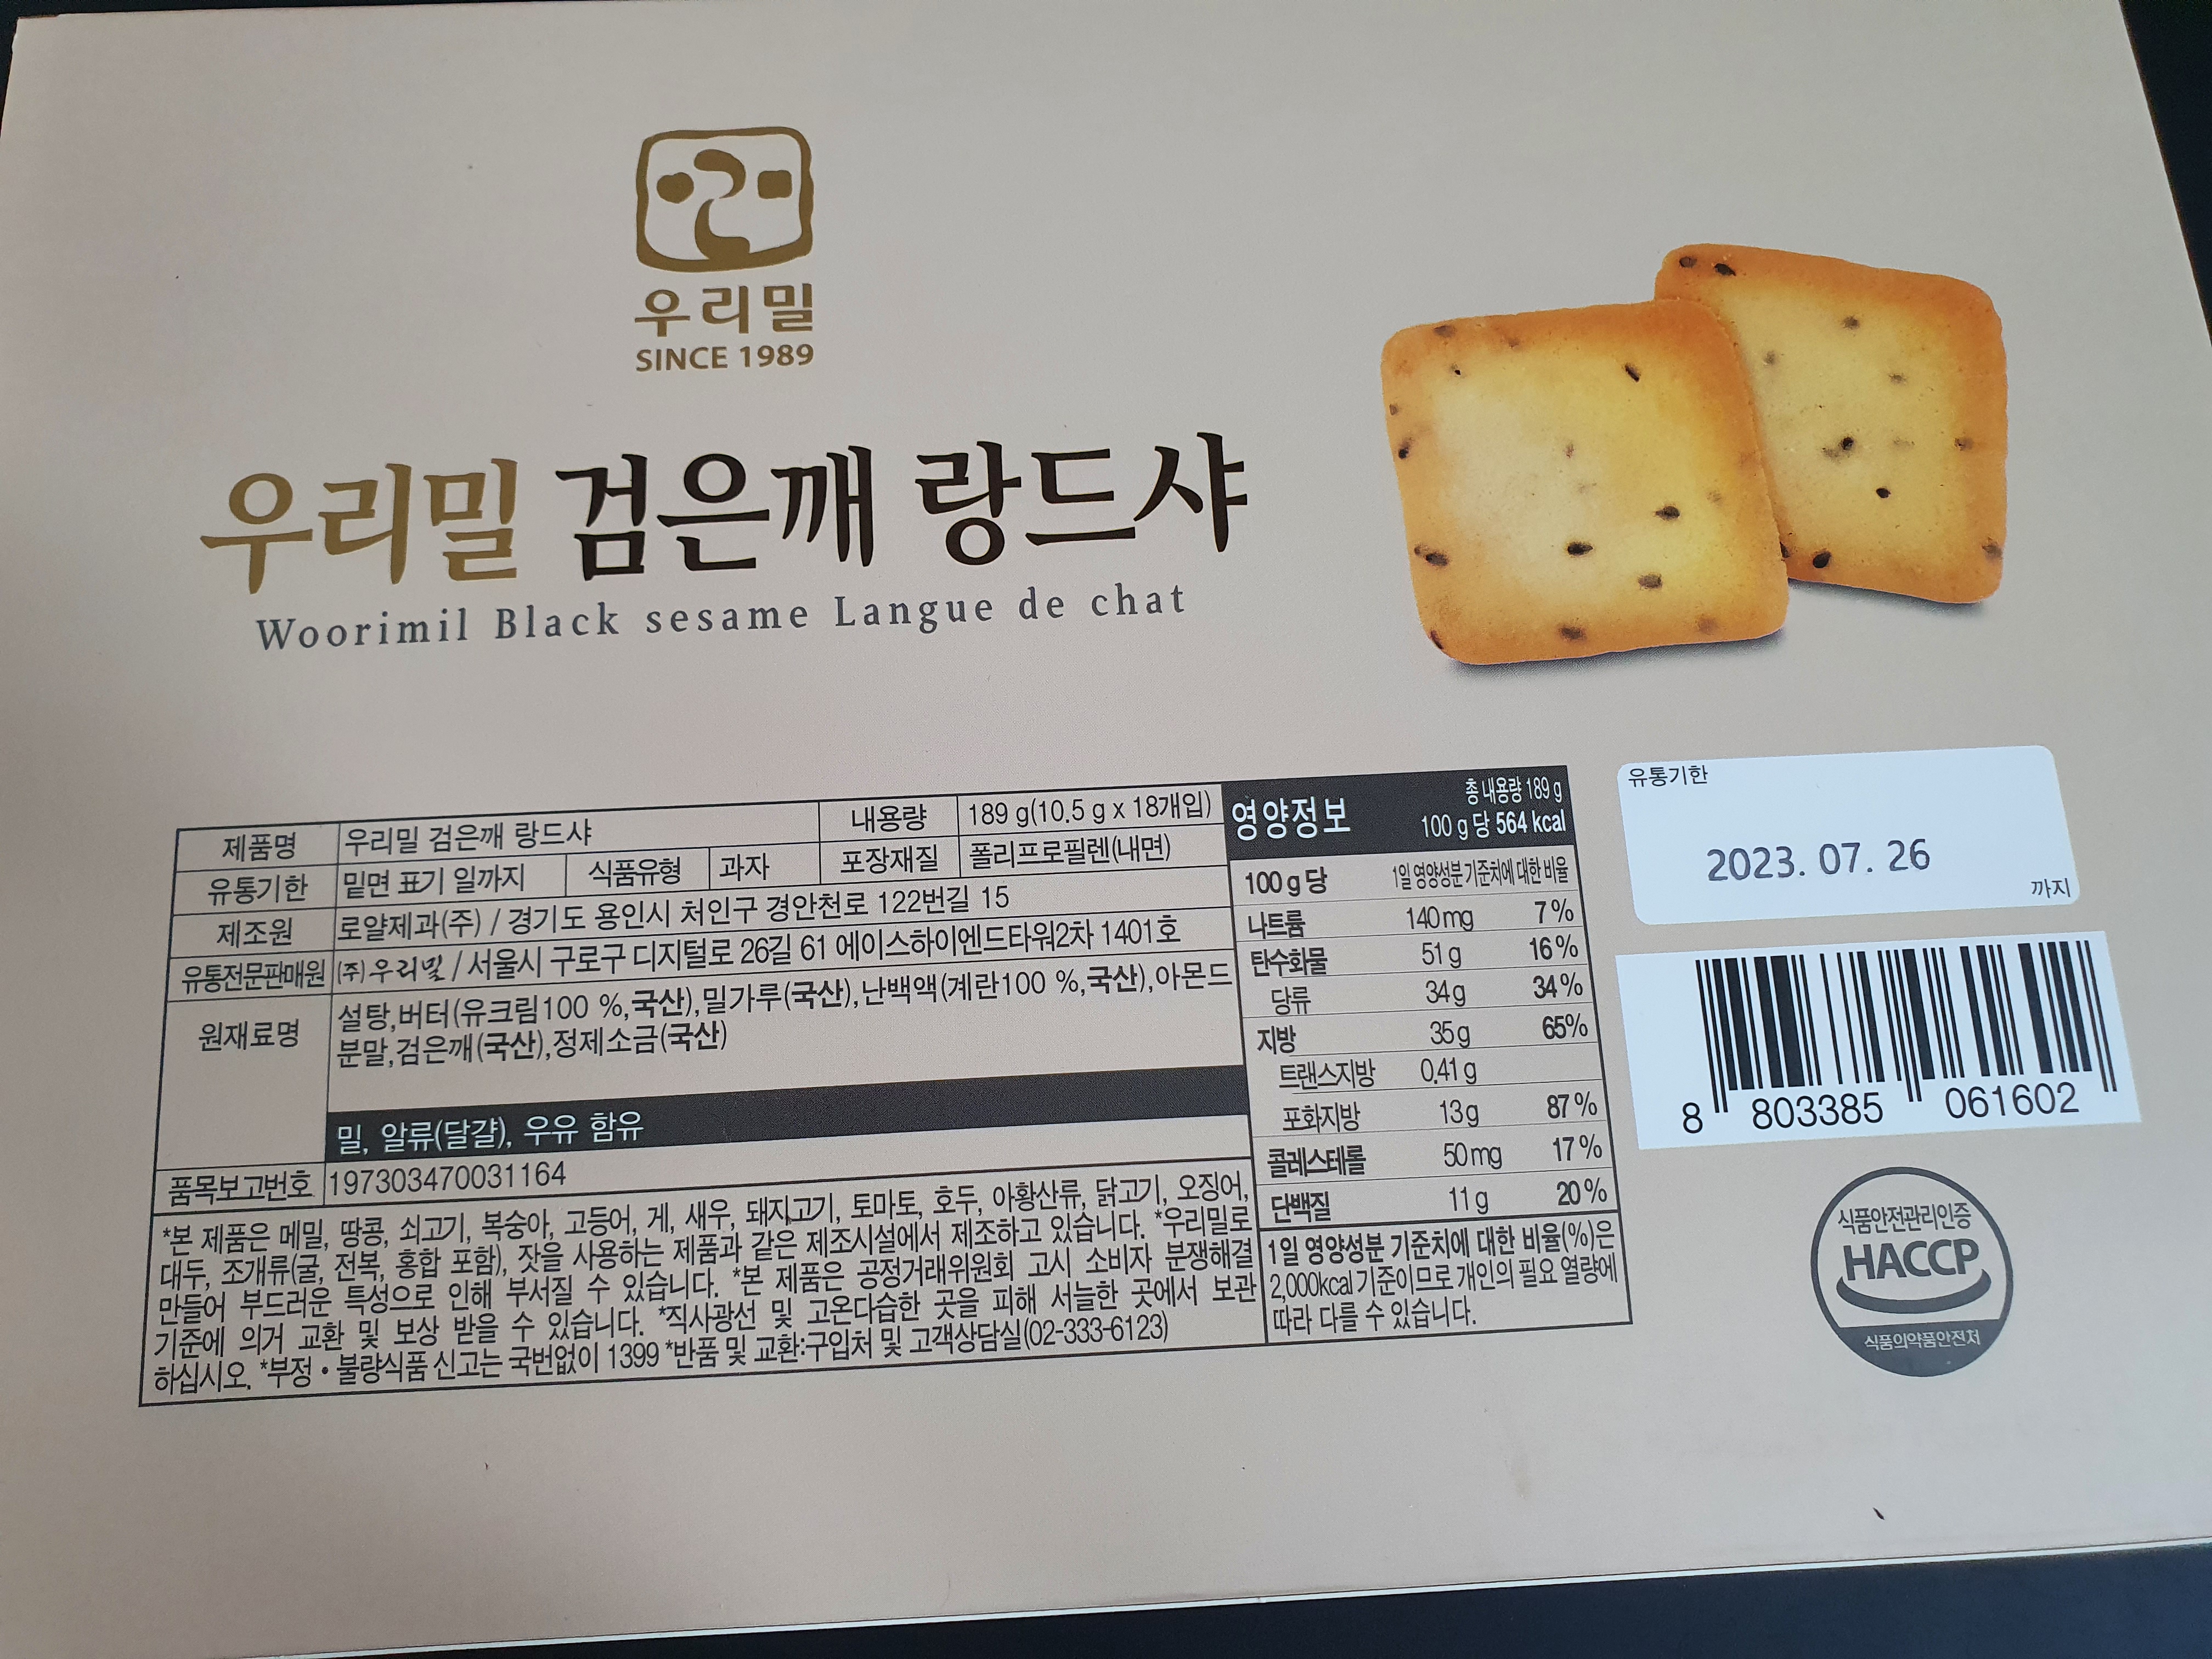 우리밀
SINCE 1989
우리밀 검은깨 랑드샤
Woorimil Black sesame Langue de chat
제품명 우리밀 검은깨 랑드샤 내용량 189 g(10.5 g x 18개입)
유통기한 밑면 표기 일까지 식품유형 과자 포장재질 폴리프로필렌(내면)
제조원 로얄제과(주) / 경기도 용인시 처인구 경안천로 122번길 15
유통전문판매원 (주)우리밀 / 서울시 구로구 디지털로 26길 61 에이스하이엔드타워2차 1401호
원재료명 설탕,버터(유크림100 %,국산),밀가루(국산),난백액(계란100 %,국산),아몬드
분말,검은깨(국산),정제소금(국산)
밀, 알류(달걀), 우유 함유
품목보고번호 197303470031164
*본 제품은 메밀, 땅콩, 쇠고기, 복숭아, 고등어, 게, 새우, 돼지고기, 토마토, 호두, 아황산류, 닭고기, 오징어,
대두, 조개류(굴, 전복, 홍합 포함), 잣을 사용하는 제품과 같은 제조시설에서 제조하고 있습니다. *우리밀로
만들어 부드러운 특성으로 인해 부서질 수 있습니다. *본 제품은 공정거래위원회 고시 소비자 분쟁해결
기준에 의거 교환 및 보상 받을 수 있습니다. *직사광선 및 고온다습한 곳을 피해 서늘한 곳에서 보관
하십시오. *부정•불량식품 신고는 국번없이 1399 *반품 및 교환:구입처 및 고객상담실(02-333-6123)
영양정보 총 내용량 189 g
100 g 당 564 kcal
100 g 당 1일 영양성분 기준치에 대한 비율
나트륨 140 mg 7 %
탄수화물 51 g 16 %
당류 34 g 34 %
지방 35 g 65%
트랜스지방 0.41 g
포화지방 13 g 87 %
콜레스테롤 50 mg 17 %
단백질 11 g 20 %
1일 영양성분 기준치에 대한 비율(%)은
2,000kcal 기준이므로 개인의 필요 열량에
따라 다를 수 있습니다.
유통기한
2023. 07. 26
까지
8 803385 061602
식품안전관리인증
HACCP
식품의약품안전처